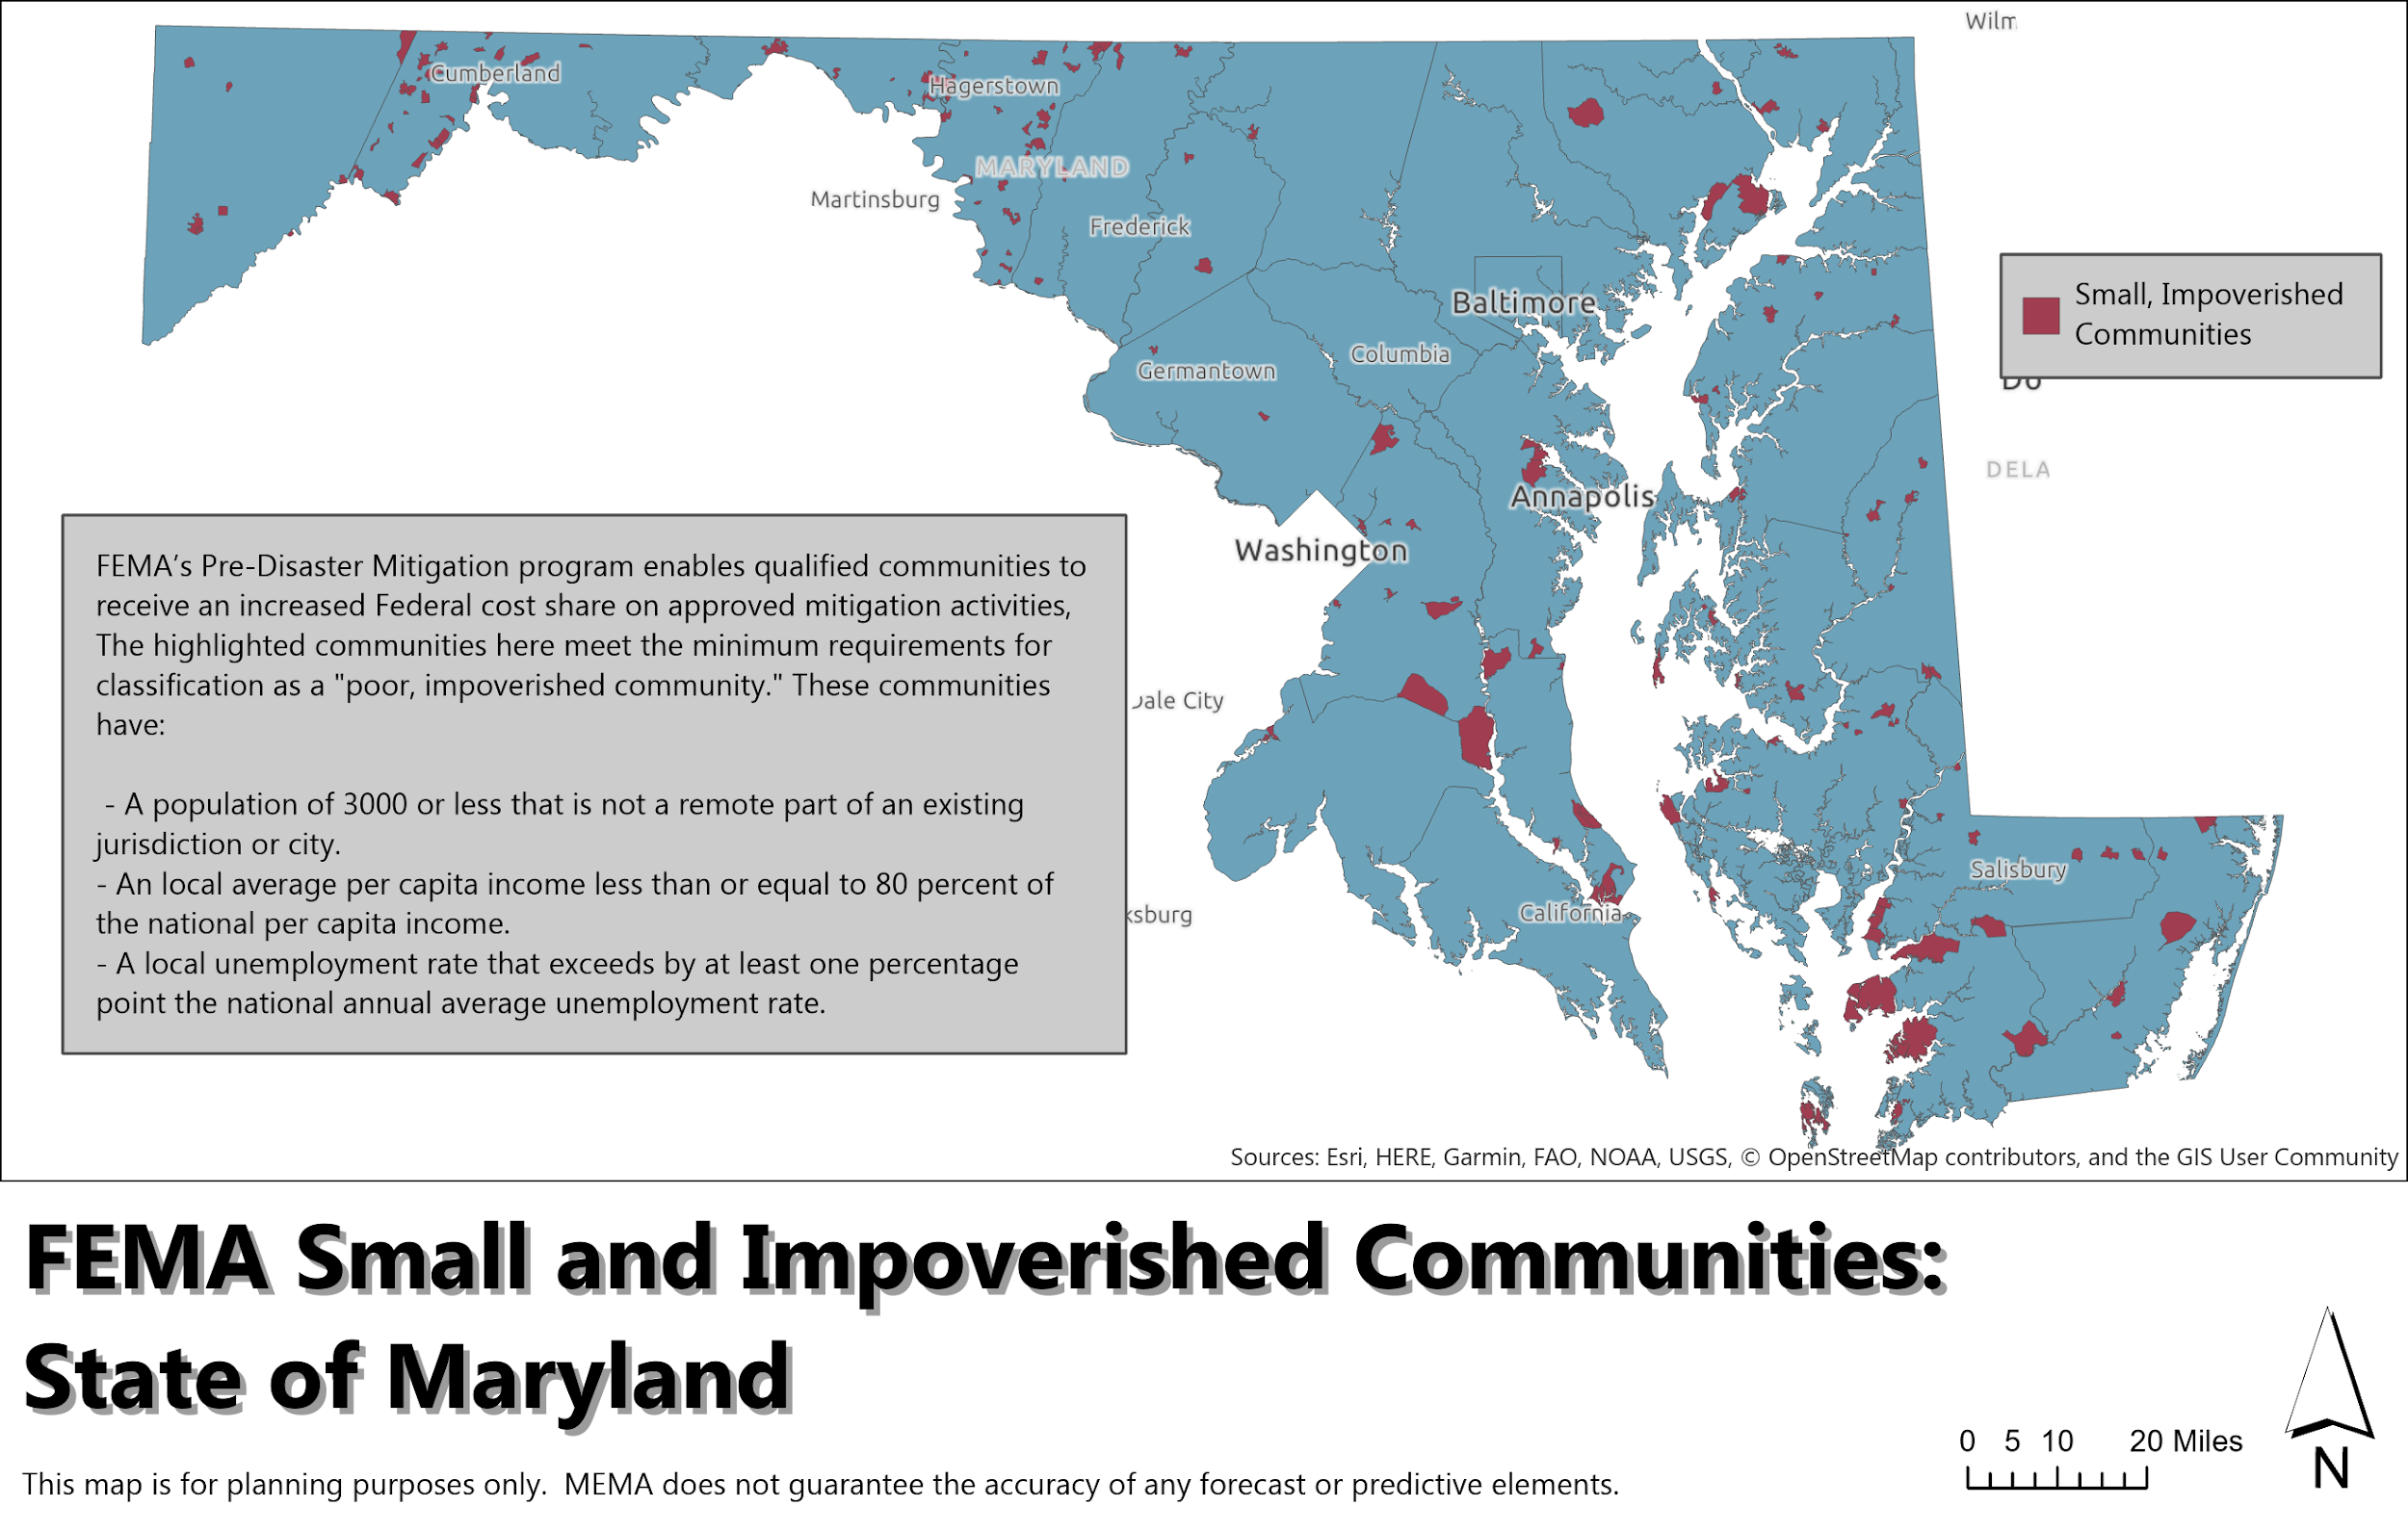 Wilm
Cumberland
Hagerstown
MARYLAND
Martinsburg
Frederick
Baltimore
Small, Impoverished
Communities
Columbia
Germantown
DELA
Annapolis
Washington
FEMA's Pre-Disaster Mitigation program enables qualified communities to
receive an increased Federal cost share on approved mitigation activities,
The highlighted communities here meet the minimum requirements for
classification as a "poor, impoverished community." These communities
have:
- A population of 3000 or less that is not a remote part of an existing
jurisdiction or city.
- An local average per capita income less than or equal to 80 percent of
the national per capita income.
- A local unemployment rate that exceeds by at least one percentage
point the national annual average unemployment rate.
ale City
Salisbury
ksburg
California
Sources: Esri, HERE, Garmin, FAO, NOAA, USGS, © OpenStreetMap contributors, and the GIS User Community
FEMA Small and Impoverished Communities:
State of Maryland
0 5 10 20 Miles
N
This map is for planning purposes only. MEMA does not guarantee the accuracy of any forecast or predictive elements.